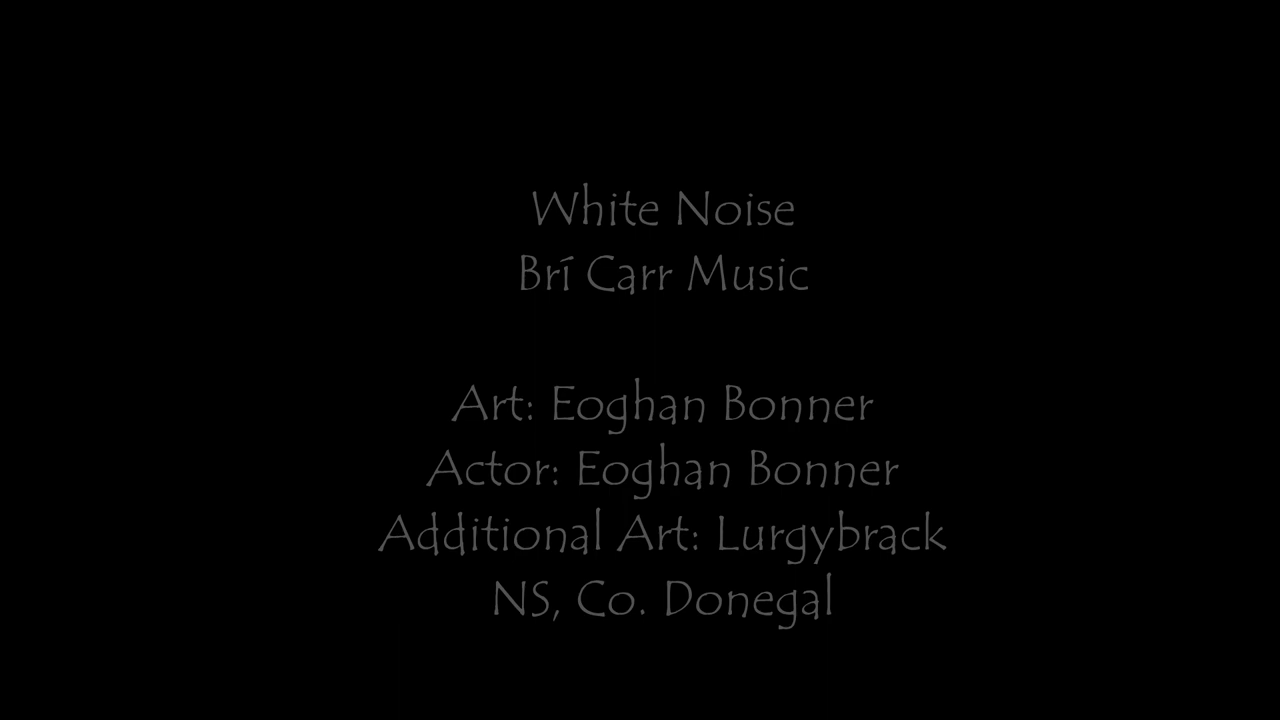 White Noise
Brí Carr Music
Art: Eoghan Bonner
Actor: Eoghan Bonner
Additional Art: Lurgybrack
NS, Co. Donegal